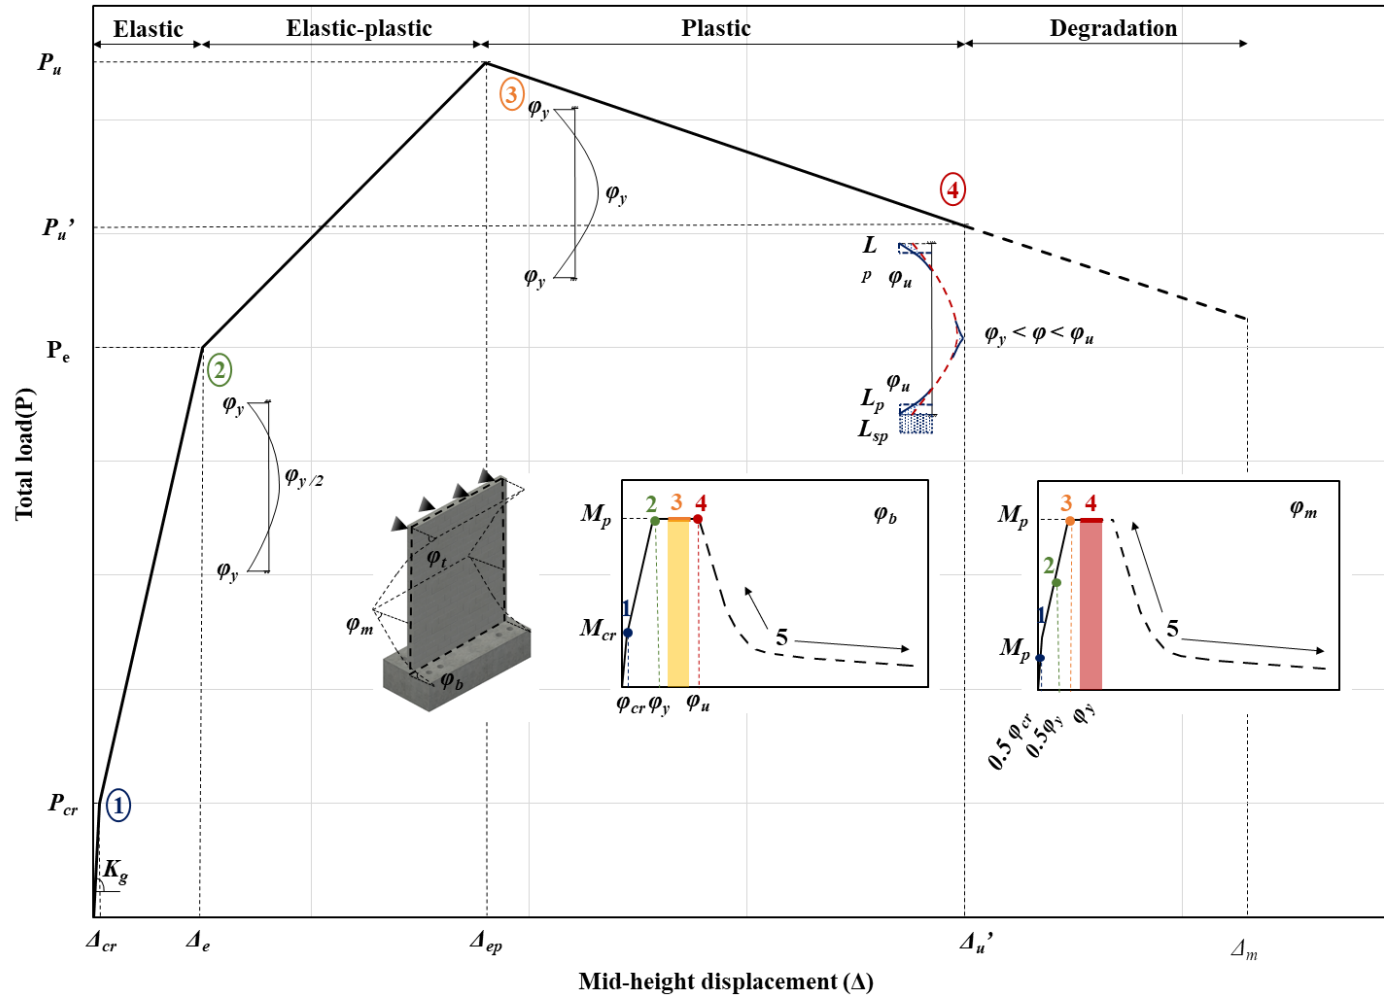 Elastic
Elastic-plastic
Plastic
Degradation
Pu
3
φy
φy
φy
4
Pu’
L
p
φu
φy < φ < φu
φu
Lp
Lsp
Pe
2
φy
φy/2
φy
Total load(P)
φt
φm
φb
Mp
2 3 4
φb
1
Mcr
5
φcr φy φu
Mp
3 4
φm
2
1
Mp
5
0.5 φcr
0.5φy
φy
Pcr
1
Kg
Δcr Δe Δep Δu’ Δm
Mid-height displacement (Δ)